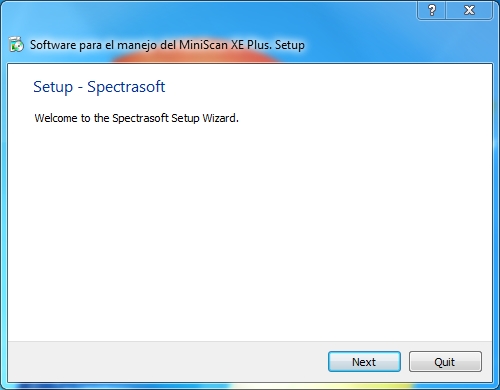 ?
Software para el manejo del MiniScan XE Plus. Setup
Setup - Spectrasoft
Welcome to the Spectrasoft Setup Wizard.
Next
Quit